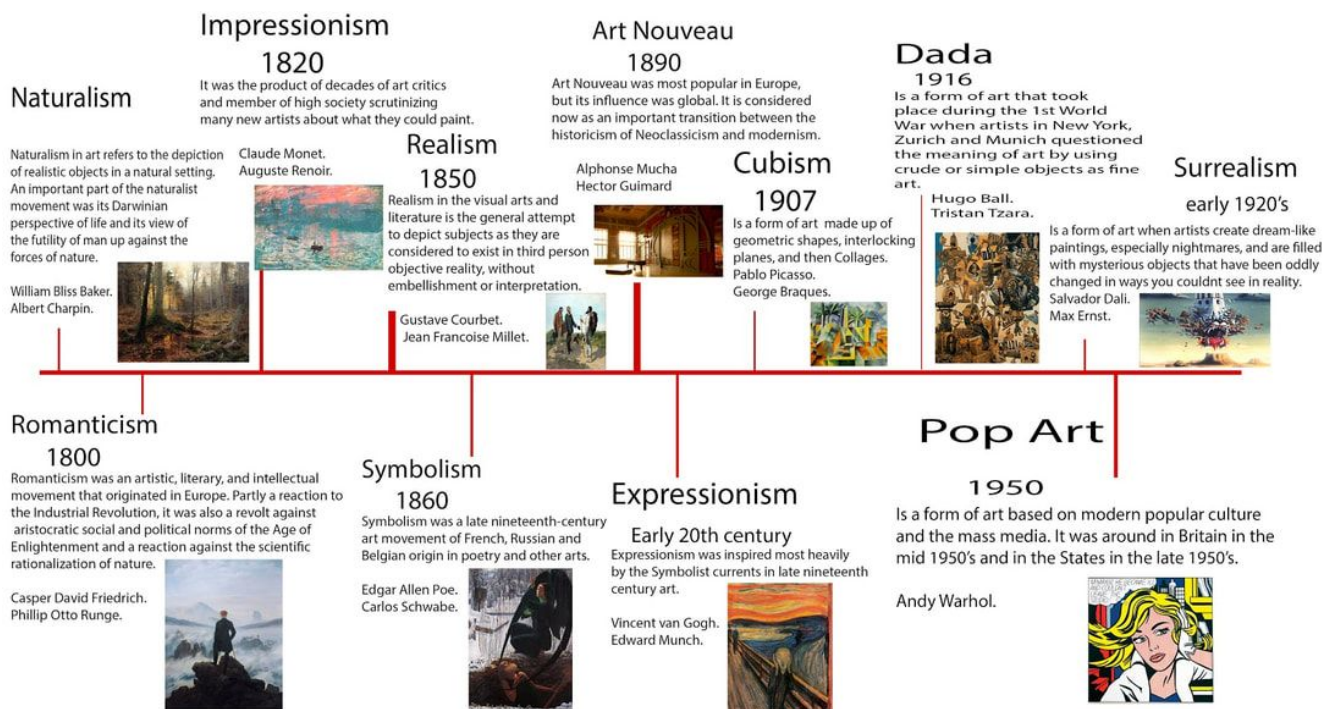 Naturalism
Naturalism in art refers to the depiction
of realistic objects in a natural setting.
An important part of the naturalist
movement was its Darwinian
perspective of life and its view of
the futility of man up against the
forces of nature.
William Bliss Baker.
Albert Charpin.
Impressionism
1820
It was the product of decades of art critics
and member of high society scrutinizing
many new artists about what they could paint.
Claude Monet.
Auguste Renoir.
Realism
1850
Realism in the visual arts and
literature is the general attempt
to depict subjects as they are
considered to exist in third person
objective reality, without
embellishment or interpretation.
Gustave Courbet.
Jean Francoise Millet.
Art Nouveau
1890
Art Nouveau was most popular in Europe,
but its influence was global. It is considered
now as an important transition between the
historicism of Neoclassicism and modernism.
Alphonse Mucha
Hector Guimard
Cubism
1907
Is a form of art made up of
geometric shapes, interlocking
planes, and then Collages.
Pablo Picasso.
George Braques.
Dada
1916
Is a form of art that took
place during the 1st World
War when artists in New York,
Zurich and Munich questioned
the meaning of art by using
crude or simple objects as fine
art.
Hugo Ball.
Tristan Tzara.
Surrealism
early 1920's
Is a form of art when artists create dream-like
paintings, especially nightmares, and are filled
with mysterious objects that have been oddly
changed in ways you couldnt see in reality.
Salvador Dali.
Max Ernst.
Romanticism
1800
Romanticism was an artistic, literary, and intellectual
movement that originated in Europe. Partly a reaction to
the Industrial Revolution, it was also a revolt against
aristocratic social and political norms of the Age of
Enlightenment and a reaction against the scientific
rationalization of nature.
Casper David Friedrich.
Phillip Otto Runge.
Symbolism
1860
Symbolism was a late nineteenth-century
art movement of French, Russian and
Belgian origin in poetry and other arts.
Edgar Allen Poe.
Carlos Schwabe.
Expressionism
Early 20th century
Expressionism was inspired most heavily
by the Symbolist currents in late nineteenth
century art.
Vincent van Gogh.
Edward Munch.
Pop Art
1950
Is a form of art based on modern popular culture
and the mass media. It was around in Britain in the
mid 1950's and in the States in the late 1950's.
Andy Warhol.